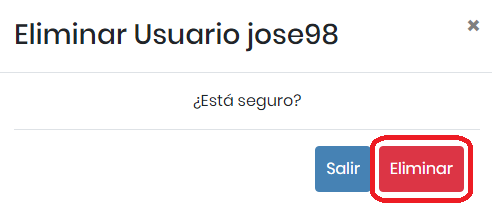 Eliminar Usuario jose98
×
¿Está seguro?
Salir
Eliminar